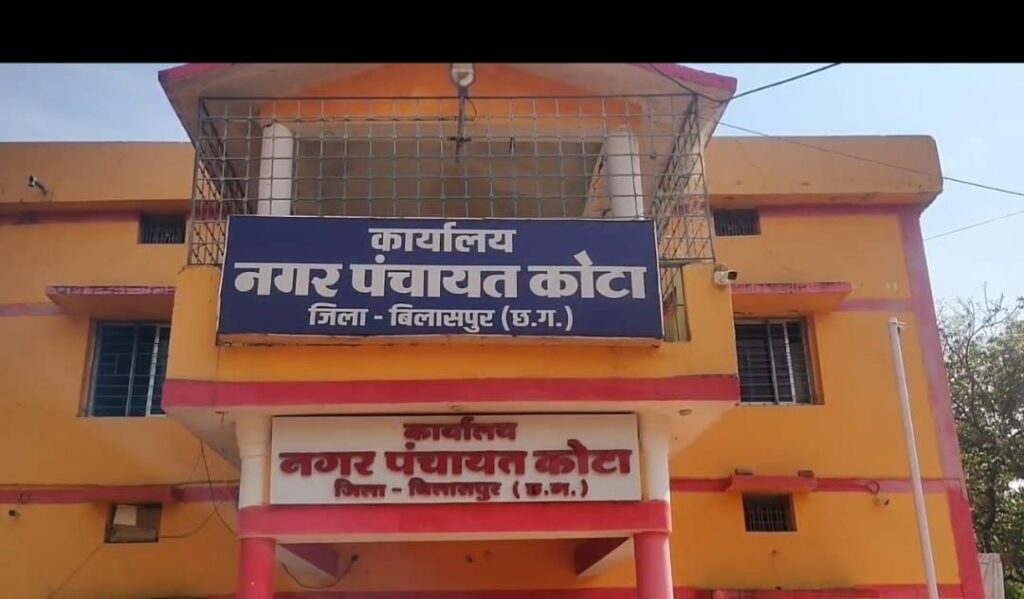 कार्यालय
नगर पंचायत कोटा
जिला - बिलासपुर (छ.ग.)
कार्यालय
नगर पंचायत कोटा
जिला - बिलासपुर (छ.ग.)